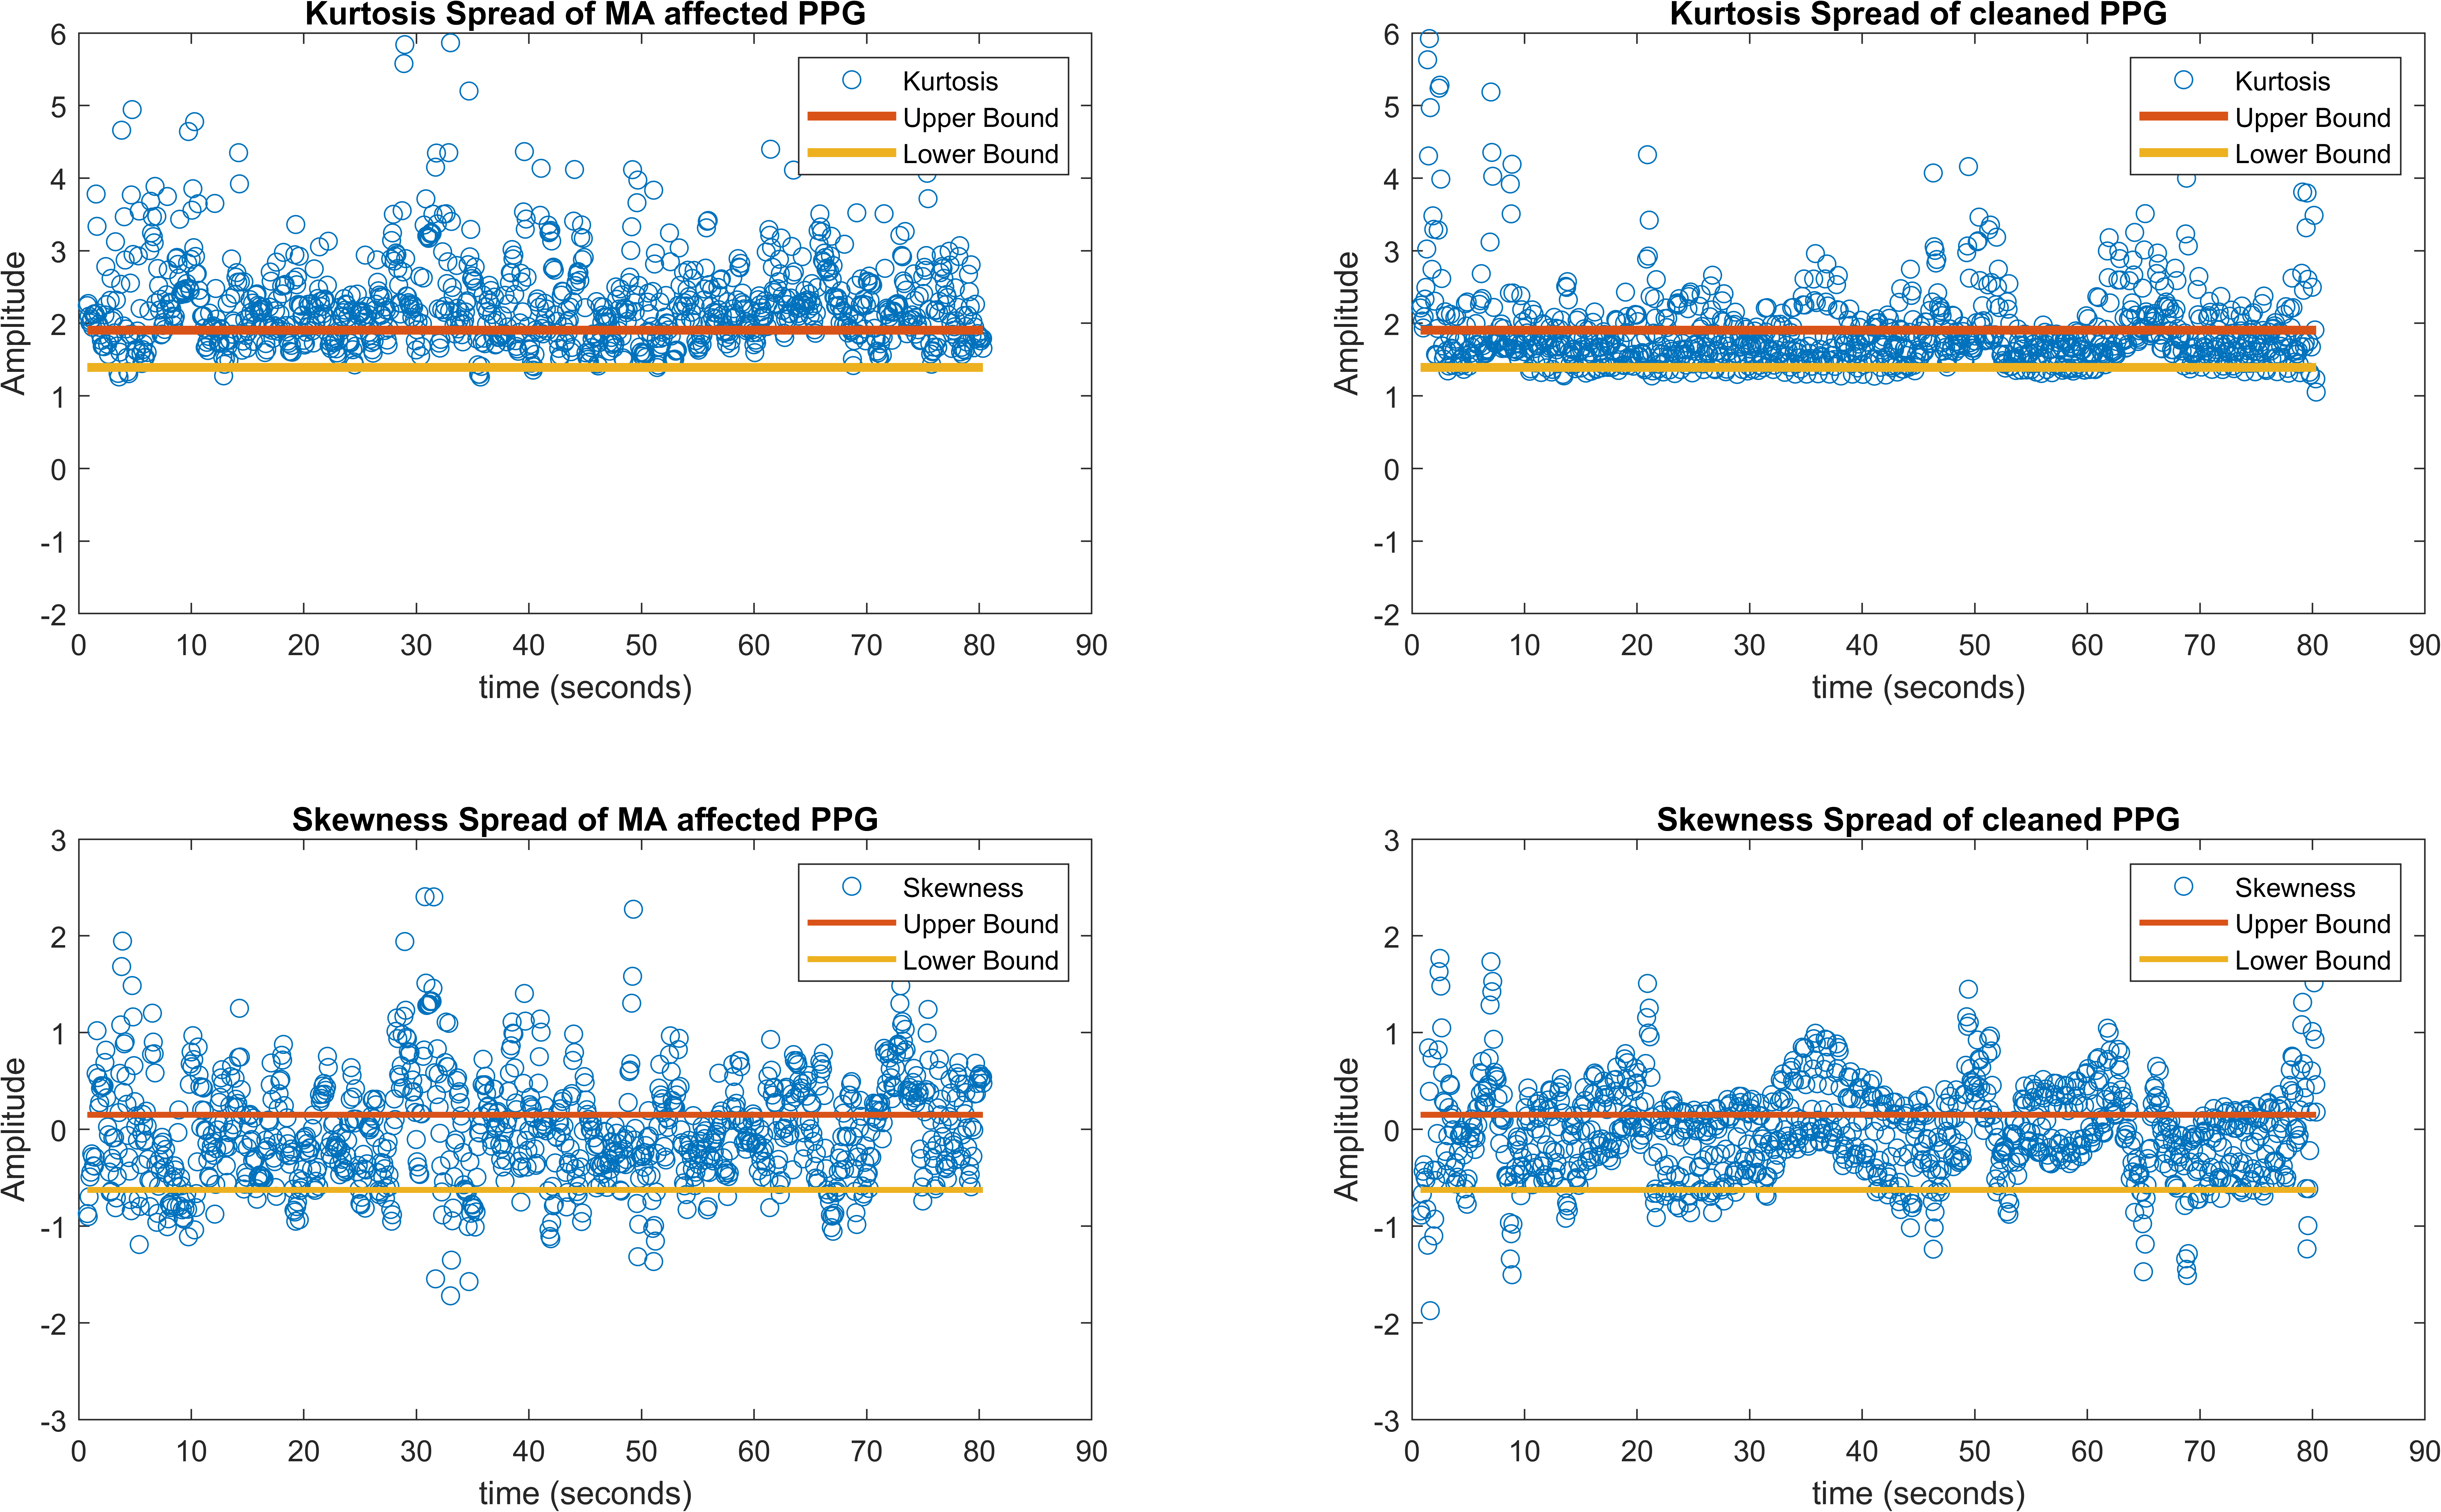 Kurtosis Spread of MA affected PPG
6
5
4
3
2
1
0
-1
-2
Amplitude
Kurtosis
Upper Bound
Lower Bound
0 10 20 30 40 50 60 70 80 90
time (seconds)
Kurtosis Spread of cleaned PPG
6
5
4
3
2
1
0
-1
-2
Amplitude
Kurtosis
Upper Bound
Lower Bound
0 10 20 30 40 50 60 70 80 90
time (seconds)
Skewness Spread of MA affected PPG
3
2
1
0
-1
-2
-3
Amplitude
Skewness
Upper Bound
Lower Bound
0 10 20 30 40 50 60 70 80 90
time (seconds)
Skewness Spread of cleaned PPG
3
2
1
0
-1
-2
-3
Amplitude
Skewness
Upper Bound
Lower Bound
0 10 20 30 40 50 60 70 80 90
time (seconds)